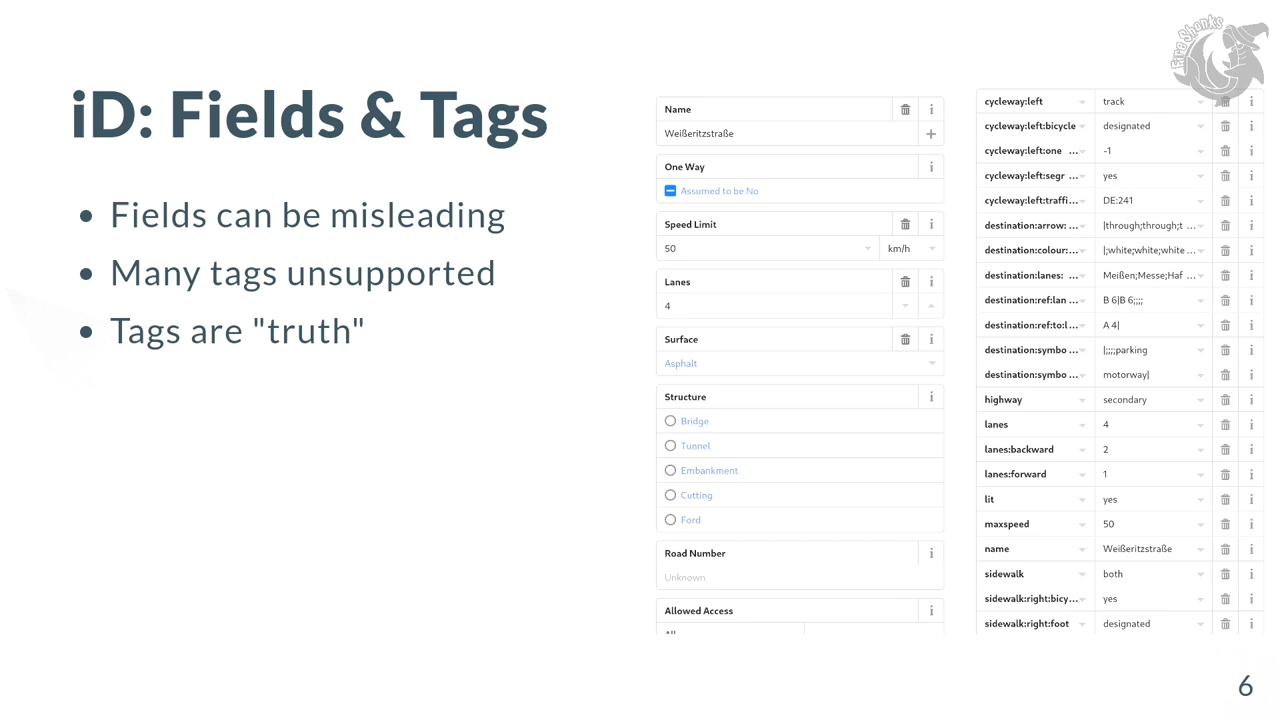 Fire Shonks
iD: Fields & Tags
Fields can be misleading
Many tags unsupported
Tags are "truth"
Name
Weißeritzstraße
One Way
Assumed to be No
Speed Limit
50 km/h
Lanes
4
Surface
Asphalt
Structure
Bridge
Tunnel
Embankment
Cutting
Ford
Road Number
Unknown
Allowed Access
cycleway:left track
cycleway:left:bicycle designated
cycleway:left:one ... -1
cycleway:left:segr ... yes
cycleway:left:traffi... DE:241
destination:arrow: ... |through;through;t ...
destination:colour:... |;white;white;white ...
destination:lanes: ... Meißen;Messe;Haf ...
destination:ref:lan ... B 6|B 6;;;;
destination:ref:to:l ... A 4|
destination:symbo ... |;;;;parking
destination:symbo ... motorway|
highway secondary
lanes 4
lanes:backward 2
lanes:forward 1
lit yes
maxspeed 50
name Weißeritzstraße
sidewalk both
sidewalk:right:bicy... yes
sidewalk:right:foot designated
6